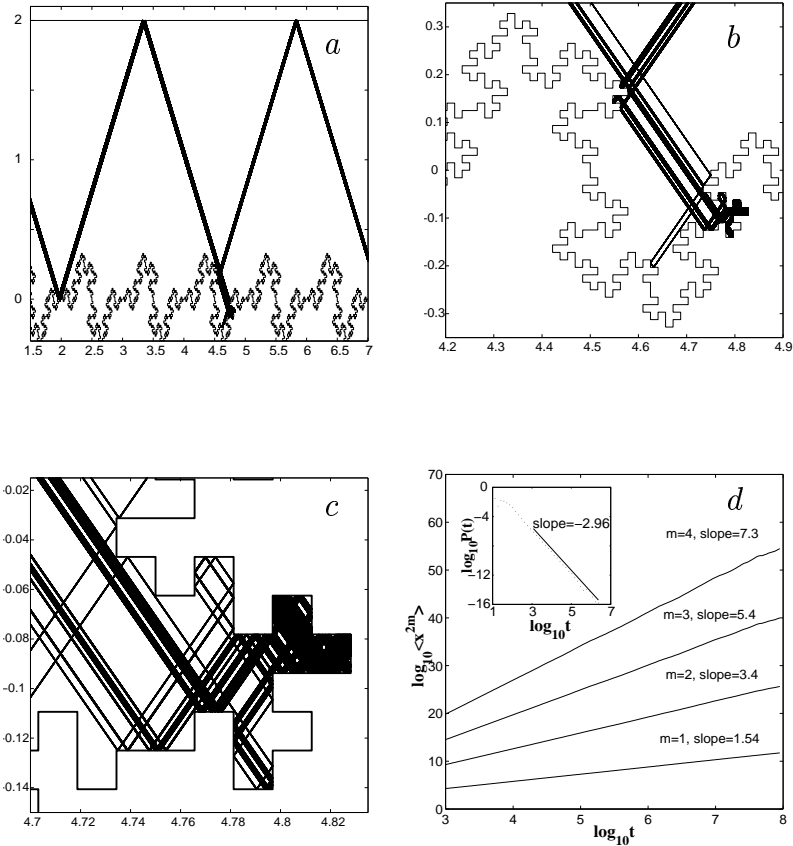 a
2
1
0
1.5 2 2.5 3 3.5 4 4.5 5 5.5 6 6.5 7
b
0.3
0.2
0.1
0
-0.1
-0.2
-0.3
4.2 4.3 4.4 4.5 4.6 4.7 4.8 4.9
c
-0.02
-0.04
-0.06
-0.08
-0.1
-0.12
-0.14
4.7 4.72 4.74 4.76 4.78 4.8 4.82
d
70
60
50
40
30
20
10
0
log10<x^2m>
3 4 5 6 7 8
log10t
m=4, slope=7.3
m=3, slope=5.4
m=2, slope=3.4
m=1, slope=1.54
0
−4
−12
−16
log10P(t)
slope=−2.96
1 3 5 7
log10t